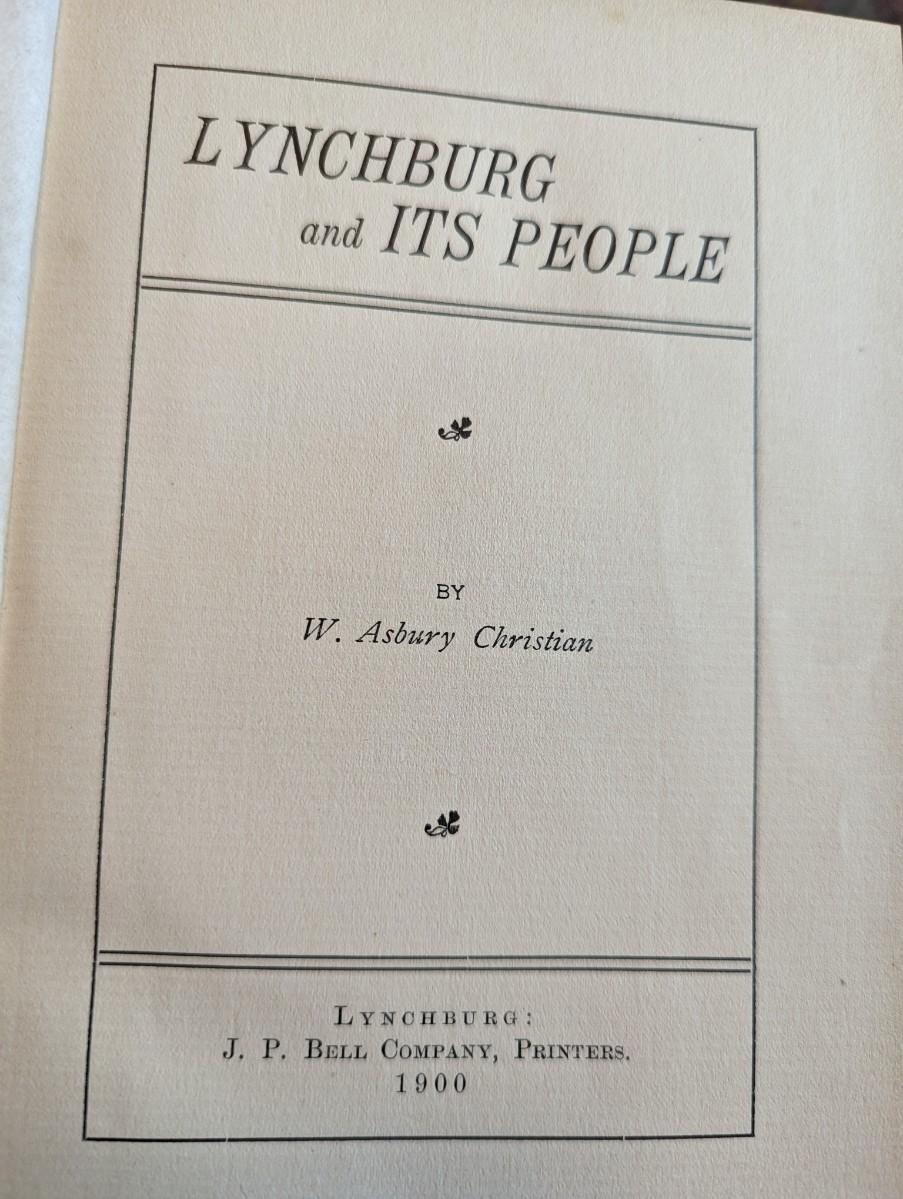 LYNCHBURG
and ITS PEOPLE
BY
W. Asbury Christian
LYNCHBURG:
J. P. BELL COMPANY, PRINTERS.
1900